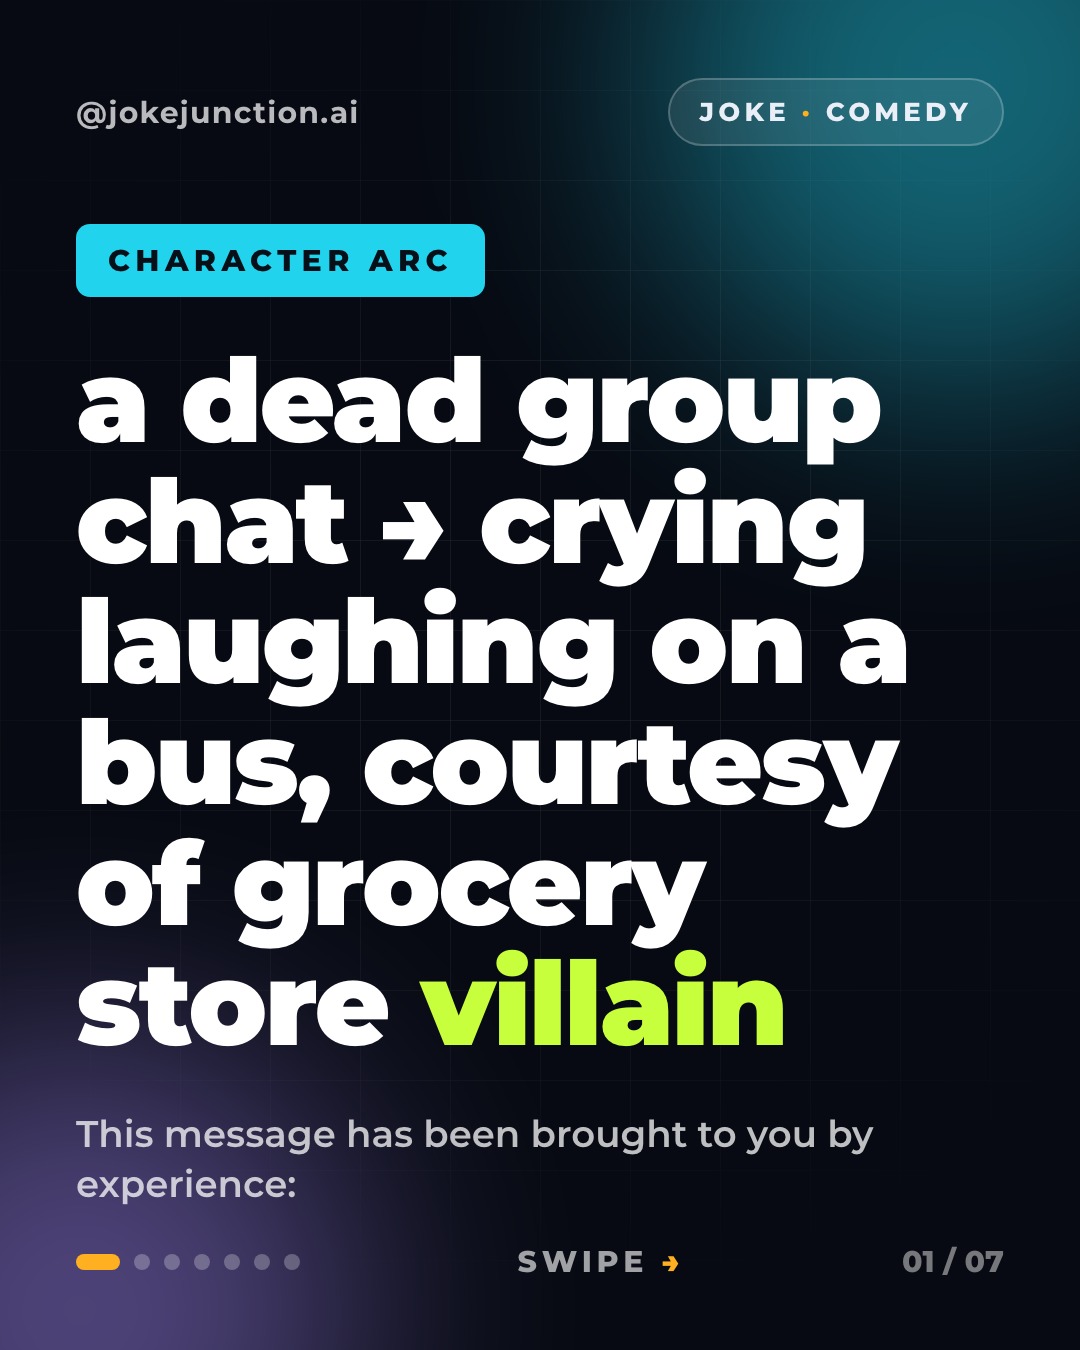 @jokejunction.ai
JOKE · COMEDY
CHARACTER ARC
a dead group
chat → crying
laughing on a
bus, courtesy
of grocery
store villain
This message has been brought to you by
experience:
SWIPE →
01 / 07